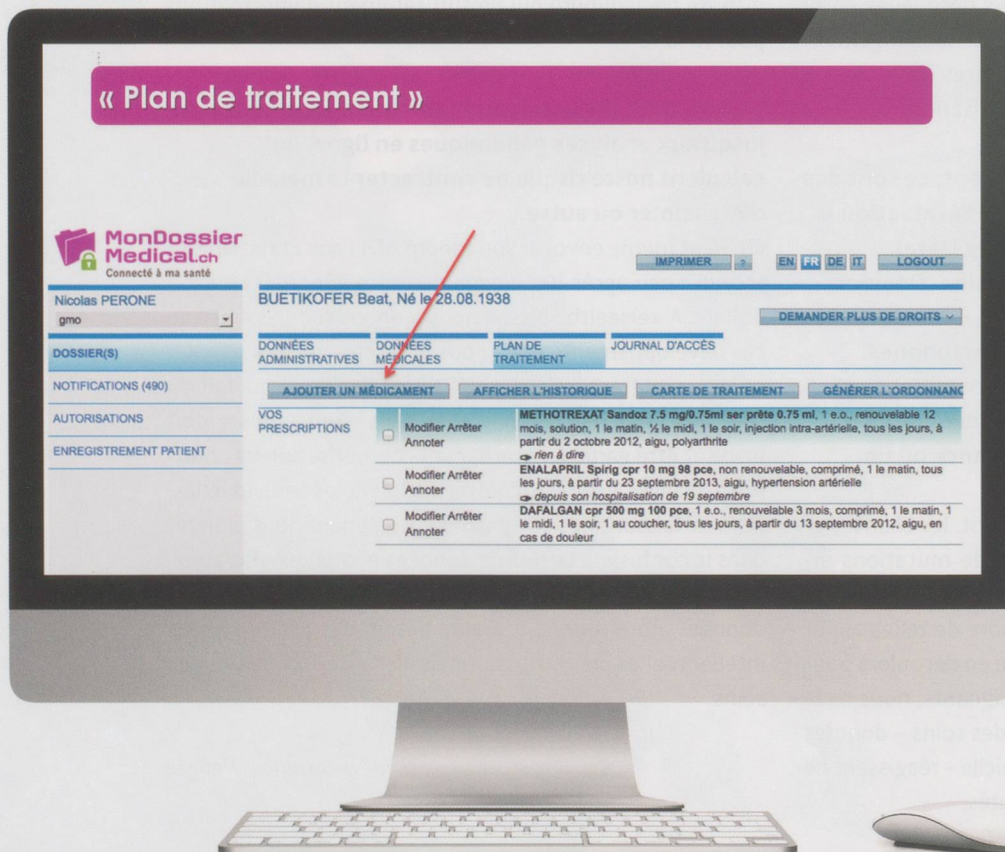 « Plan de traitement »
MonDossier
Medical.ch
Connecté à ma santé
IMPRIMER ? EN FR DE IT LOGOUT
Nicolas PERONE
gmo
BUETIKOFER Beat, Né le 28.08.1938
DEMANDER PLUS DE DROITS
DOSSIER(S)
NOTIFICATIONS (490)
AUTORISATIONS
ENREGISTREMENT PATIENT
DONNÉES
ADMINISTRATIVES
DONNÉES
MÉDICALES
PLAN DE
TRAITEMENT
JOURNAL D'ACCÈS
AJOUTER UN MÉDICAMENT
AFFICHER L'HISTORIQUE
CARTE DE TRAITEMENT
GÉNÉRER L'ORDONNANC
VOS
PRESCRIPTIONS
Modifier Arrêter
Annoter
METHOTREXAT Sandoz 7.5 mg/0.75ml ser prête 0.75 ml, 1 e.o., renouvelable 12
mois, solution, 1 le matin, ½ le midi, 1 le soir, injection intra-artérielle, tous les jours, à
partir du 2 octobre 2012, aigu, polyarthrite
rien à dire
Modifier Arrêter
Annoter
ENALAPRIL Spirig cpr 10 mg 98 pce, non renouvelable, comprimé, 1 le matin, tous
les jours, à partir du 23 septembre 2013, aigu, hypertension artérielle
depuis son hospitalisation de 19 septembre
Modifier Arrêter
Annoter
DAFALGAN cpr 500 mg 100 pce, 1 e.o., renouvelable 3 mois, comprimé, 1 le matin, 1
le midi, 1 le soir, 1 au coucher, tous les jours, à partir du 13 septembre 2012, aigu, en
cas de douleur